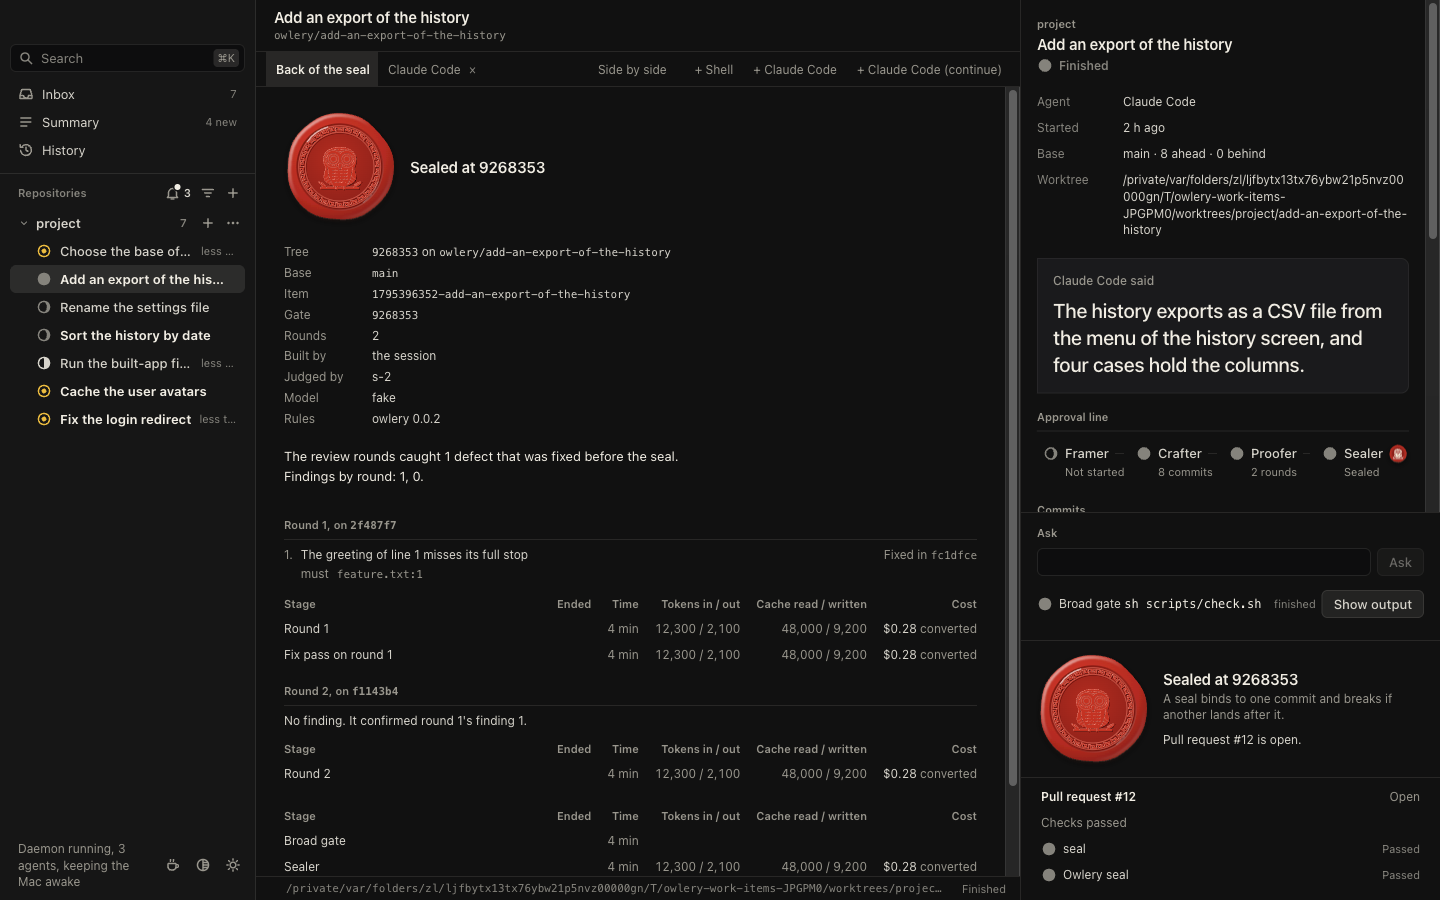 Search ⌘K
Inbox 7
Summary 4 new
History
Repositories 3
project 7
Choose the base of... less ...
Add an export of the his...
Rename the settings file
Sort the history by date
Run the built-app fi... less ...
Cache the user avatars
Fix the login redirect less t...
Daemon running, 3
agents, keeping the
Mac awake
Add an export of the history
owlery/add-an-export-of-the-history
Back of the seal Claude Code × Side by side + Shell + Claude Code + Claude Code (continue)
Sealed at 9268353
Tree 9268353 on owlery/add-an-export-of-the-history
Base main
Item 1795396352-add-an-export-of-the-history
Gate 9268353
Rounds 2
Built by the session
Judged by s-2
Model fake
Rules owlery 0.0.2
The review rounds caught 1 defect that was fixed before the seal.
Findings by round: 1, 0.
Round 1, on 2f487f7
1. The greeting of line 1 misses its full stop Fixed in fc1dfce
must feature.txt:1
Stage Ended Time Tokens in / out Cache read / written Cost
Round 1 4 min 12,300 / 2,100 48,000 / 9,200 $0.28 converted
Fix pass on round 1 4 min 12,300 / 2,100 48,000 / 9,200 $0.28 converted
Round 2, on f1143b4
No finding. It confirmed round 1's finding 1.
Stage Ended Time Tokens in / out Cache read / written Cost
Round 2 4 min 12,300 / 2,100 48,000 / 9,200 $0.28 converted
Stage Ended Time Tokens in / out Cache read / written Cost
Broad gate 4 min
Sealer 4 min 12,300 / 2,100 48,000 / 9,200 $0.28 converted
/private/var/folders/zl/ljfbytx13tx76ybw21p5nvz00000gn/T/owlery-work-items-JPGPM0/worktrees/projec... Finished
project
Add an export of the history
Finished
Agent Claude Code
Started 2 h ago
Base main · 8 ahead · 0 behind
Worktree /private/var/folders/zl/ljfbytx13tx76ybw21p5nvz00
000gn/T/owlery-work-items-
JPGPM0/worktrees/project/add-an-export-of-the-
history
Claude Code said
The history exports as a CSV file from
the menu of the history screen, and
four cases hold the columns.
Approval line
Framer Crafter Proofer Sealer
Not started 8 commits 2 rounds Sealed
Commits
Ask
Ask
Broad gate sh scripts/check.sh finished Show output
Sealed at 9268353
A seal binds to one commit and breaks if
another lands after it.
Pull request #12 is open.
Pull request #12 Open
Checks passed
seal Passed
Owlery seal Passed